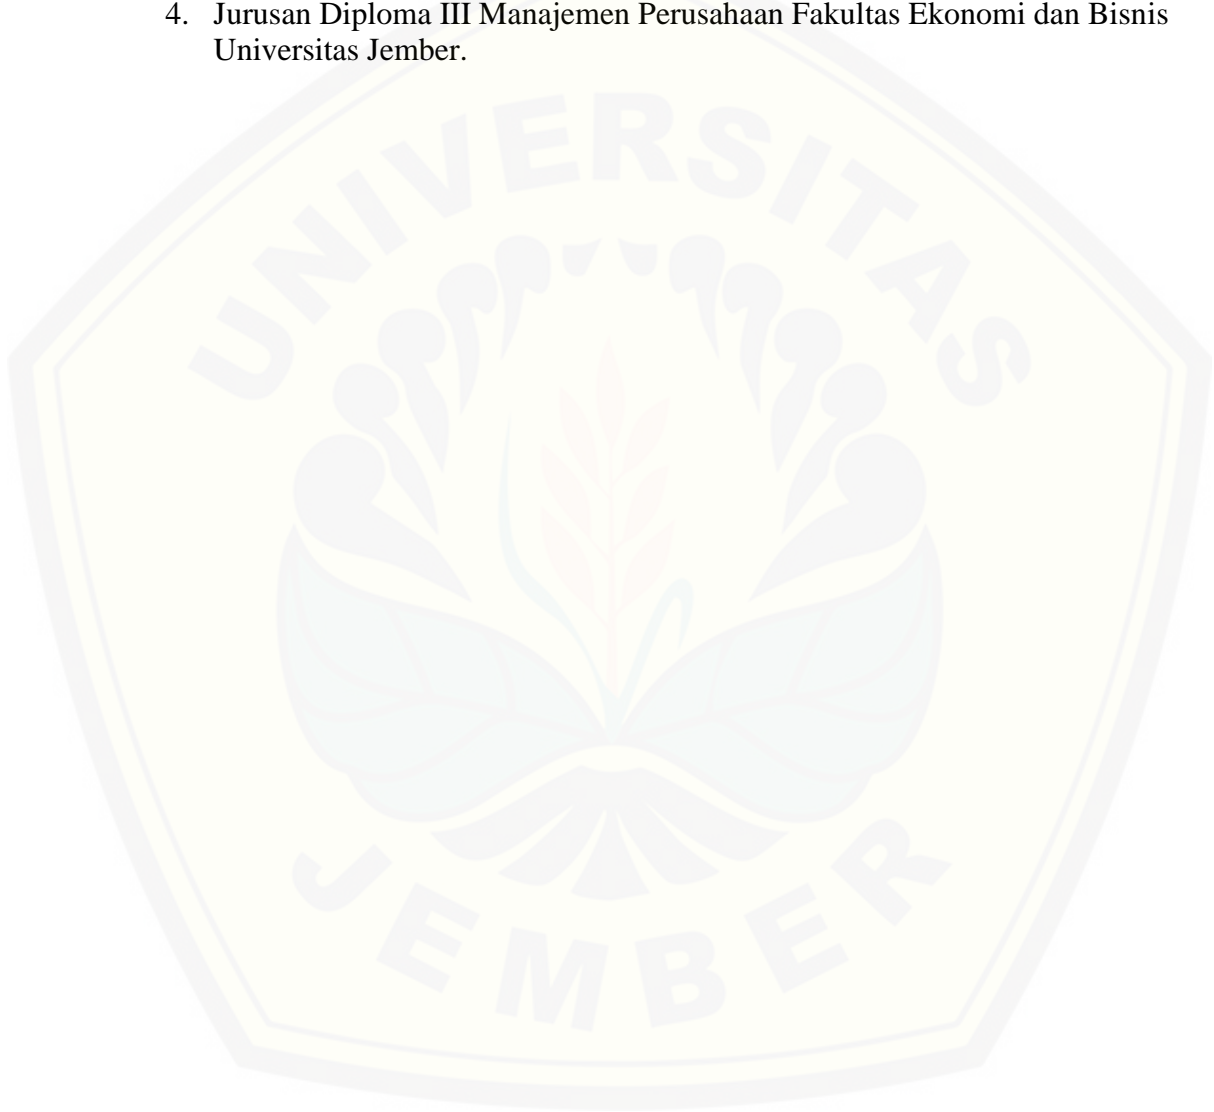 4. Jurusan Diploma III Manajemen Perusahaan Fakultas Ekonomi dan Bisnis
Universitas Jember.
UNIVERSITAS
JEMBER